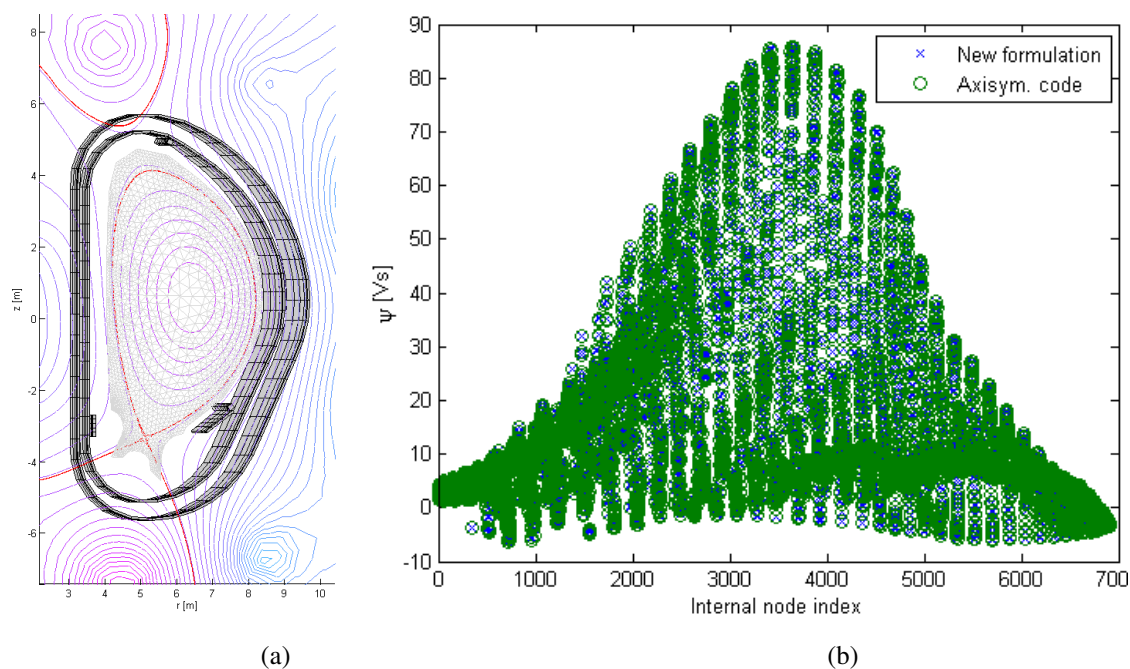 8
6
4
2
0
-2
-4
-6
z [m]
2 3 4 5 6 7 8 9 10
r [m]
(a)
90
80
70
60
50
40
30
20
10
0
-10
ψ [Vs]
New formulation
Axisym. code
0 1000 2000 3000 4000 5000 6000 700
Internal node index
(b)